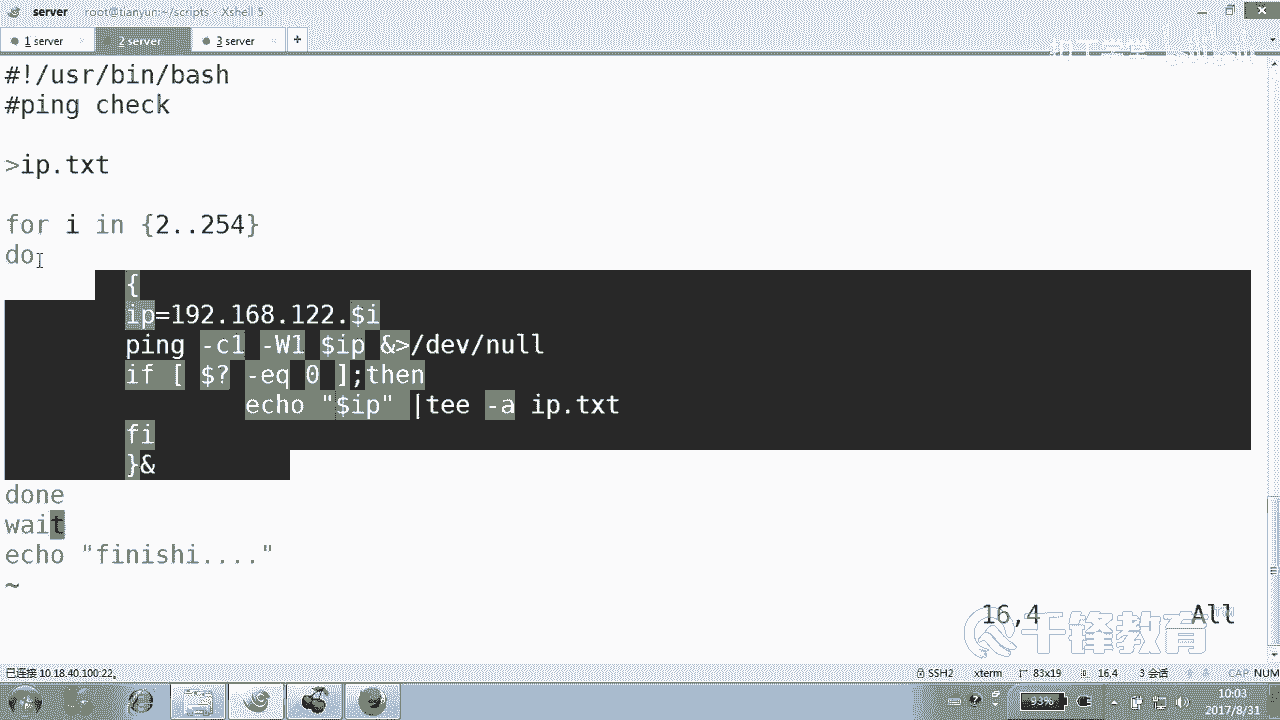 server root@tianyun:~/scripts - Xshell 5
1 server 2 server 3 server +
#!/usr/bin/bash
#ping check
>ip.txt
for i in {2..254}
do
{
ip=192.168.122.$i
ping -c1 -W1 $ip &>/dev/null
if [ $? -eq 0 ];then
echo "$ip" |tee -a ip.txt
fi
}&
done
wait
echo "finishi...."
~
16,4 All
千锋教育
已连接 10.18.40.100:22。 SSH2 xterm 83x19 16,4 3 会话 CAP NUM
93% 10:03
2017/8/31